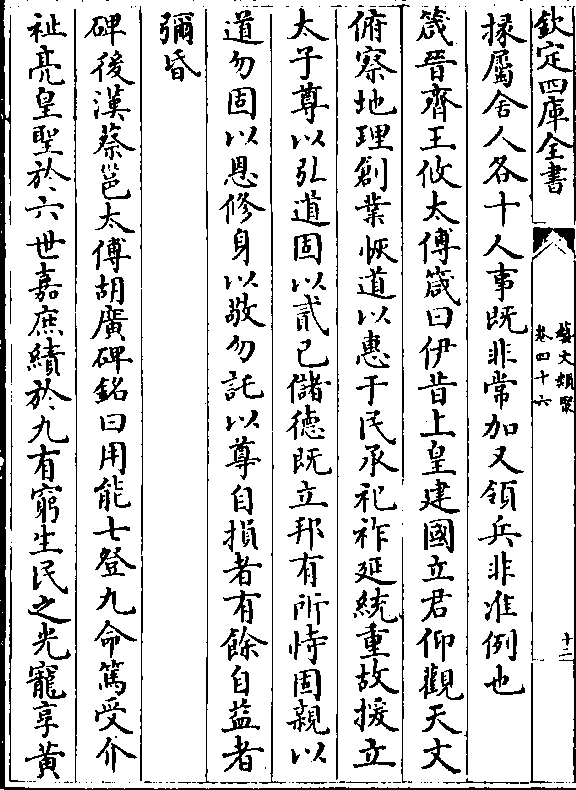 欽定四庫全書
藝文類聚
卷四十六
十二
掾屬舍人各十人事既非常加又領兵非准例也
箴晉齊王攸太傅箴曰伊昔上皇建國立君仰觀天文
俯察地理創業恢道以惠于民承祀祚延統重故援立
太子尊以弘道固以貳已儲德既立邦有所恃固親以
道勿固以恩修身以敬勿託以尊自損者有餘自益者
彌昏
碑後漢蔡邕太傅胡廣碑銘曰用能七登九命篤受介
祉亮皇聖於六世嘉庶績於九有窮生民之光寵享黃